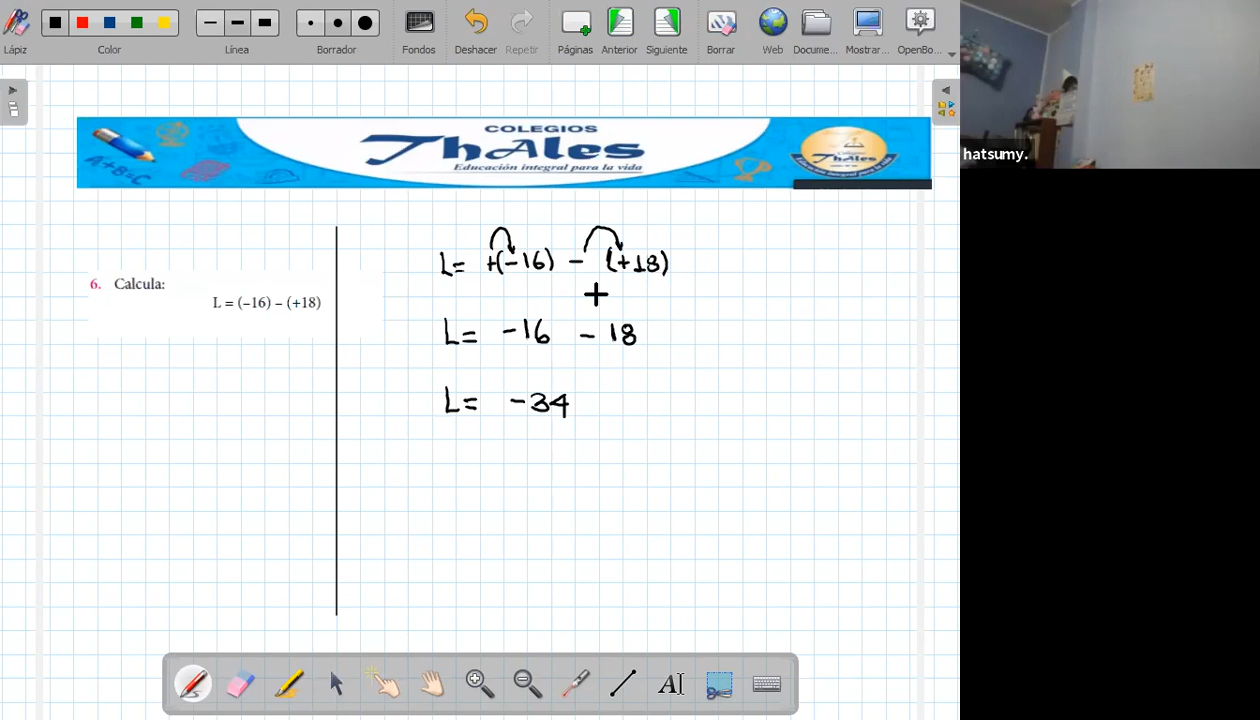 Lápiz
Color
Línea
Borrador
Fondos
Deshacer
Repetir
Páginas
Anterior
Siguiente
Borrar
Web
Docume...
Mostrar...
OpenBo...
COLEGIOS
Thales
Educación integral para la vida
A+B=C
Thales
hatsumy.
6. Calcula:
L = (–16) – (+18)
L= +(-16) - (+18)
+
L= -16 - 18
L= -34